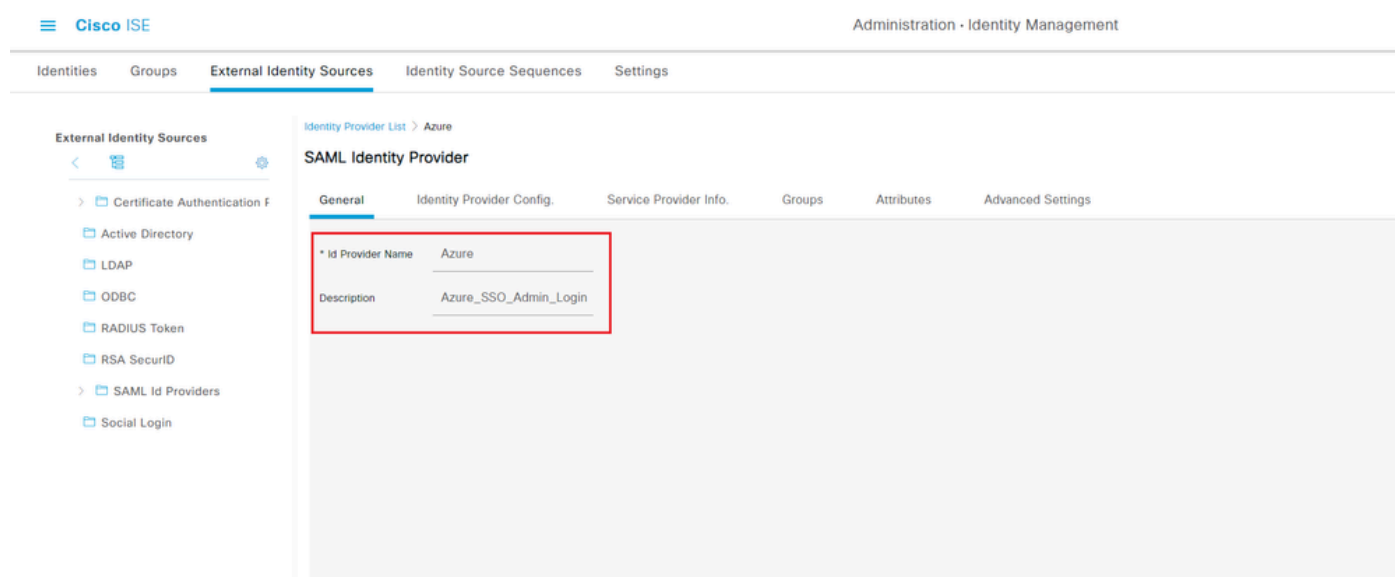 Cisco ISE
Administration · Identity Management
Identities Groups External Identity Sources Identity Source Sequences Settings
External Identity Sources
Certificate Authentication F
Active Directory
LDAP
ODBC
RADIUS Token
RSA SecurID
SAML Id Providers
Social Login
Identity Provider List > Azure
SAML Identity Provider
General Identity Provider Config. Service Provider Info. Groups Attributes Advanced Settings
* Id Provider Name Azure
Description Azure_SSO_Admin_Login